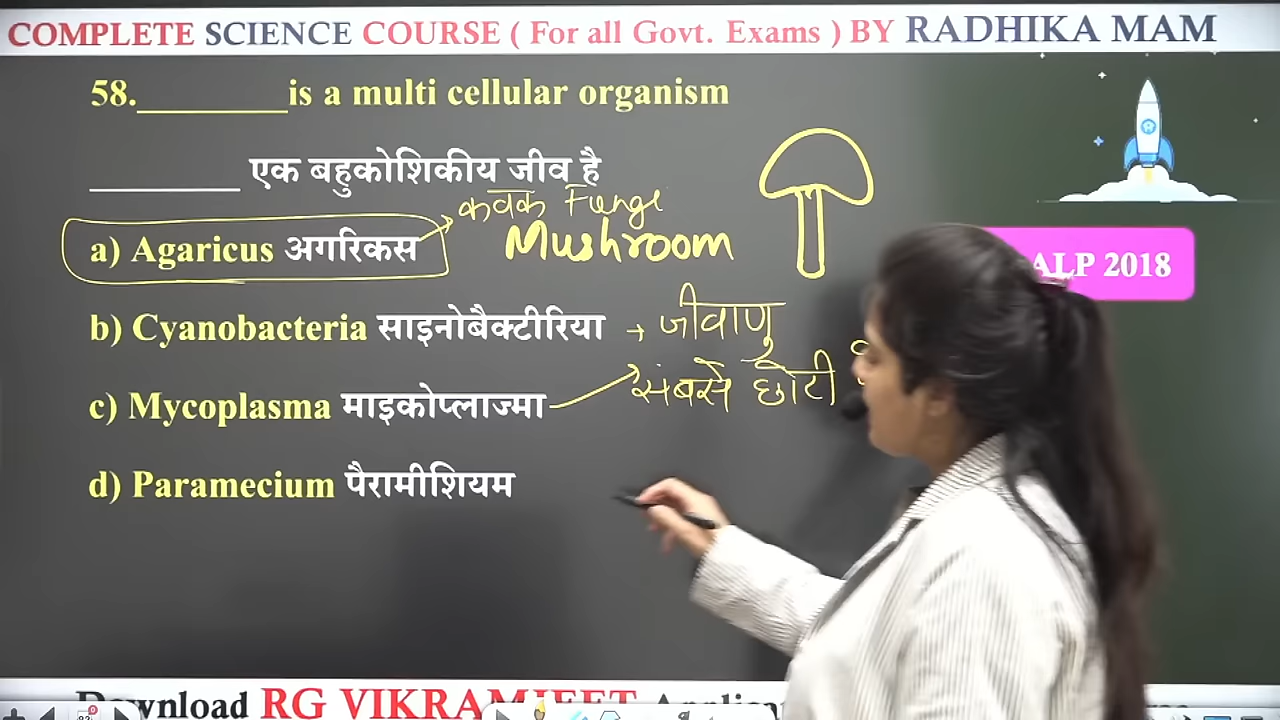 COMPLETE SCIENCE COURSE ( For all Govt. Exams ) BY RADHIKA MAM
58.________is a multi cellular organism
________ एक बहुकोशिकीय जीव है
कवक Fungi
a) Agaricus अगरिकस
Mushroom
ALP 2018
b) Cyanobacteria साइनोबैक्टीरिया → जीवाणु
c) Mycoplasma माइकोप्लाज्मा
सबसे छोटी
d) Paramecium पैरामीशियम
Download RG VIKRAMJEET